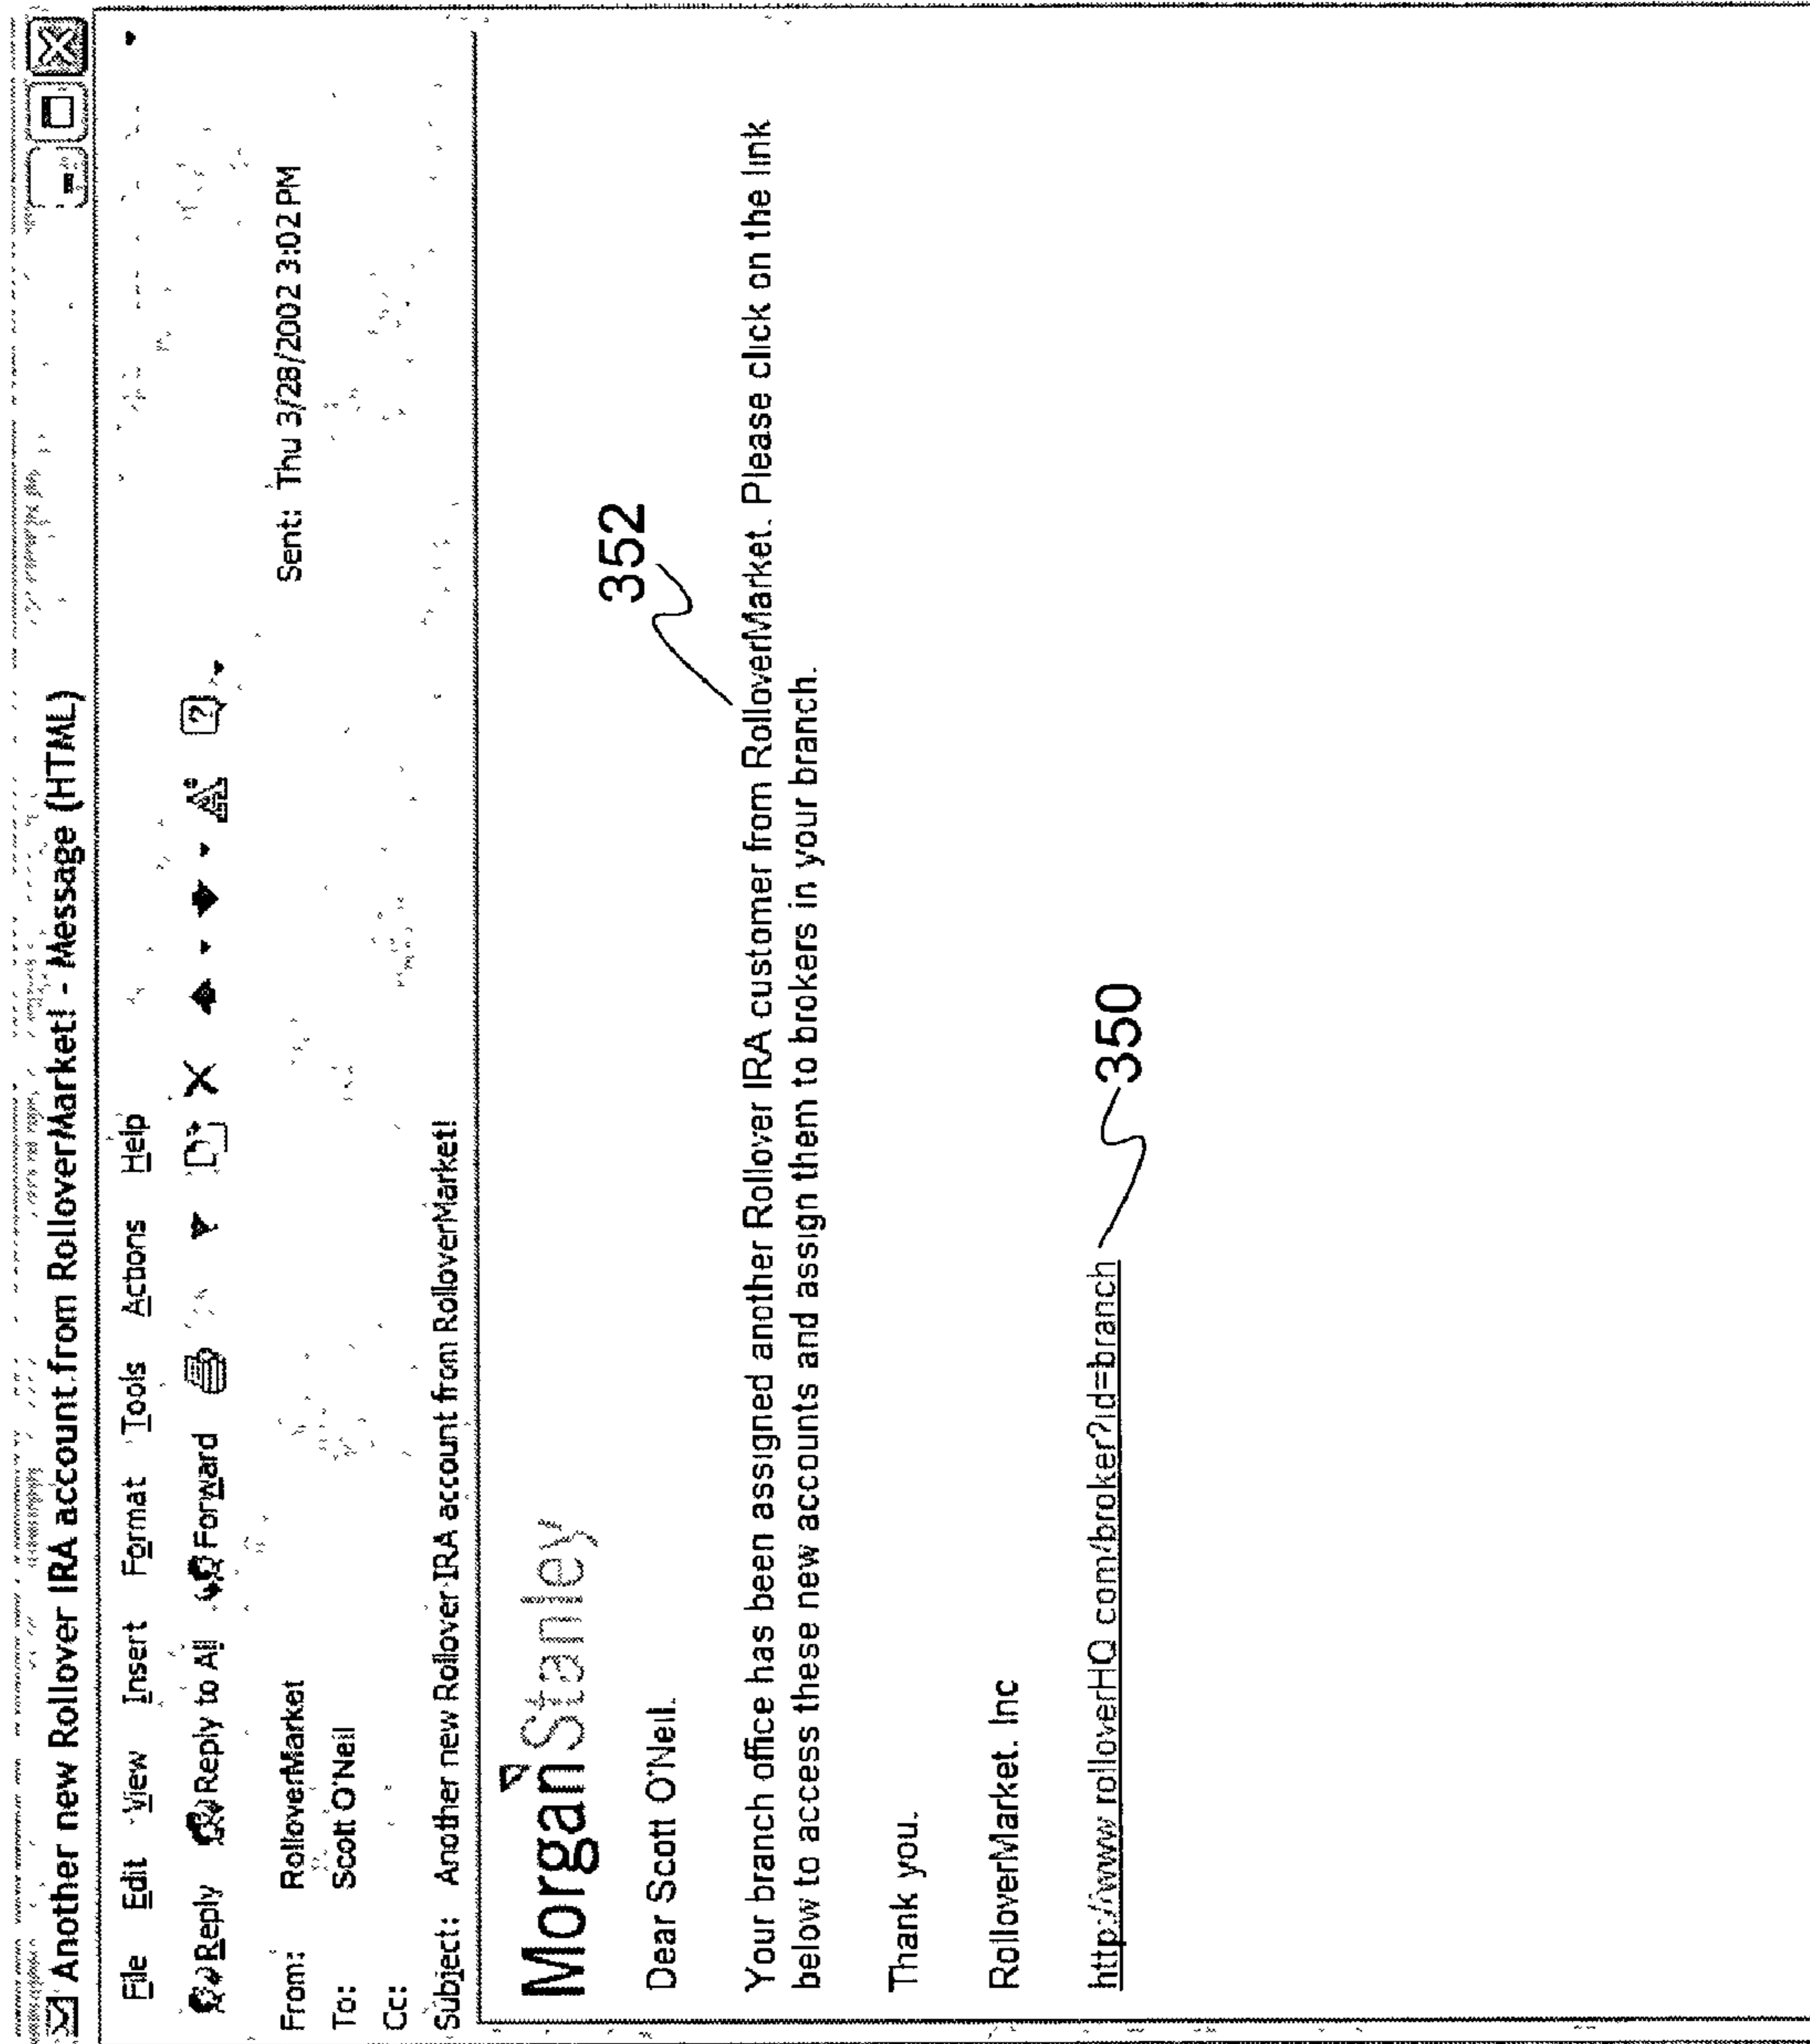 Another new Rollover IRA account from RolloverMarket! - Message (HTML)
File Edit View Insert Format Tools Actions Help
Reply Reply to All Forward
From: RolloverMarket Sent: Thu 3/28/2002 3:02 PM
To: Scott O'Neil
Cc:
Subject: Another new Rollover IRA account from RolloverMarket!
Morgan Stanley
Dear Scott O'Neil.
352
Your branch office has been assigned another Rollover IRA customer from RolloverMarket. Please click on the link
below to access these new accounts and assign them to brokers in your branch.
Thank you.
RolloverMarket. Inc
http://www rolloverHQ com/broker?id=branch 350